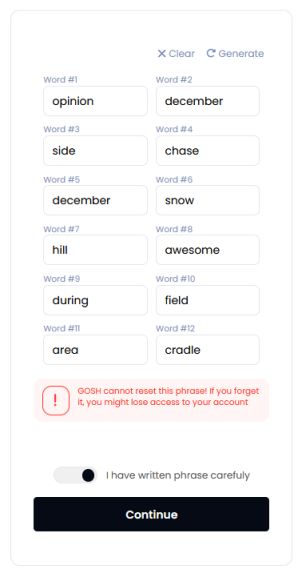 Clear Generate
Word #1 Word #2
opinion december
Word #3 Word #4
side chase
Word #5 Word #6
december snow
Word #7 Word #8
hill awesome
Word #9 Word #10
during field
Word #11 Word #12
area cradle
GOSH cannot reset this phrase! If you forget
it, you might lose access to your account
I have written phrase carefuly
Continue